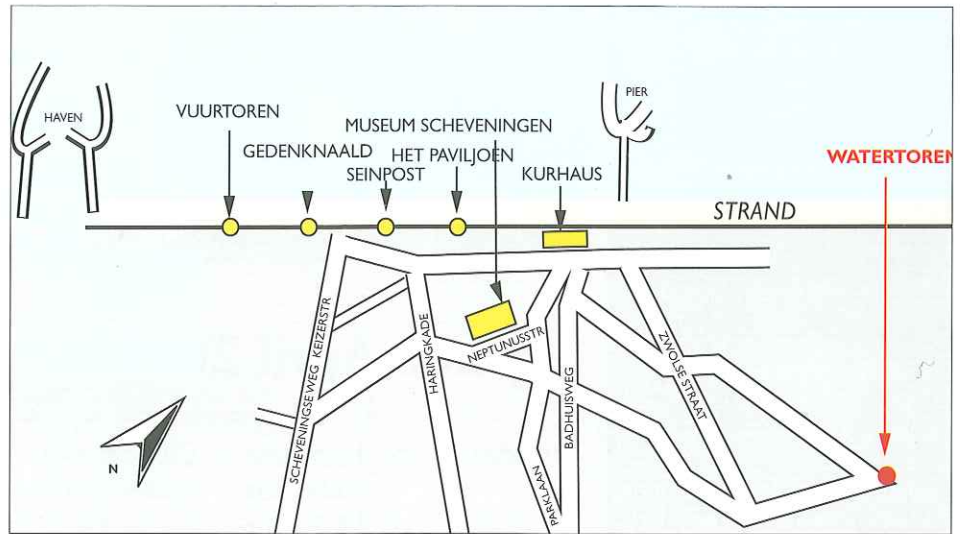 HAVEN
VUURTOREN
GEDENKNAALD
MUSEUM SCHEVENINGEN
HET PAVILJOEN
SEINPOST
KURHAUS
PIER
WATERTOREN
STRAND
SCHEVENINGSEWEG KEIZERSTR
HARINGKADE
NEPTUNUSSTR
PARKLAAN
BADHUISWEG
ZWOLSE STRAAT
N